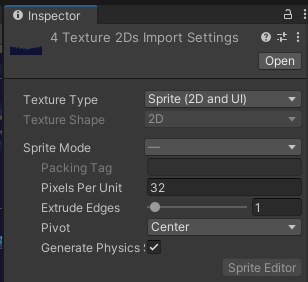 Inspector
4 Texture 2Ds Import Settings
Open
Texture Type Sprite (2D and UI)
Texture Shape 2D
Sprite Mode —
Packing Tag
Pixels Per Unit 32
Extrude Edges 1
Pivot Center
Generate Physics S
Sprite Editor